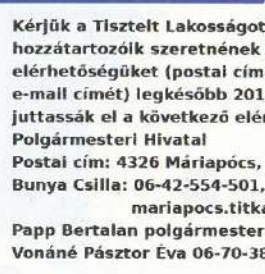 Kérjük a Tisztelt Lakosságot
hozzátartozóik szeretnének
elérhetőségüket (postai cím
e-mail címét) legkésőbb 201
juttassák el a következő elér
Polgármesteri Hivatal
Postai cím: 4326 Máriapócs,
Bunya Csilla: 06-42-554-501,
mariapocs.titka
Papp Bertalan polgármester
Vonáné Pásztor Éva 06-70-38